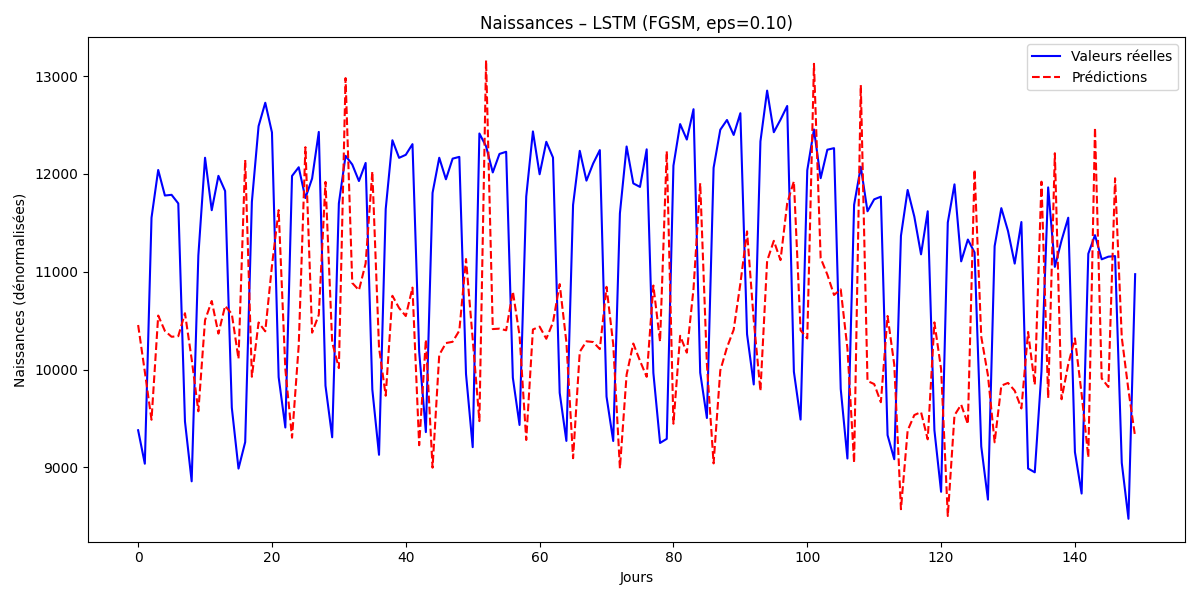 Naissances – LSTM (FGSM, eps=0.10)
Valeurs réelles
Prédictions
Naissances (dénormalisées)
13000
12000
11000
10000
9000
0 20 40 60 80 100 120 140
Jours